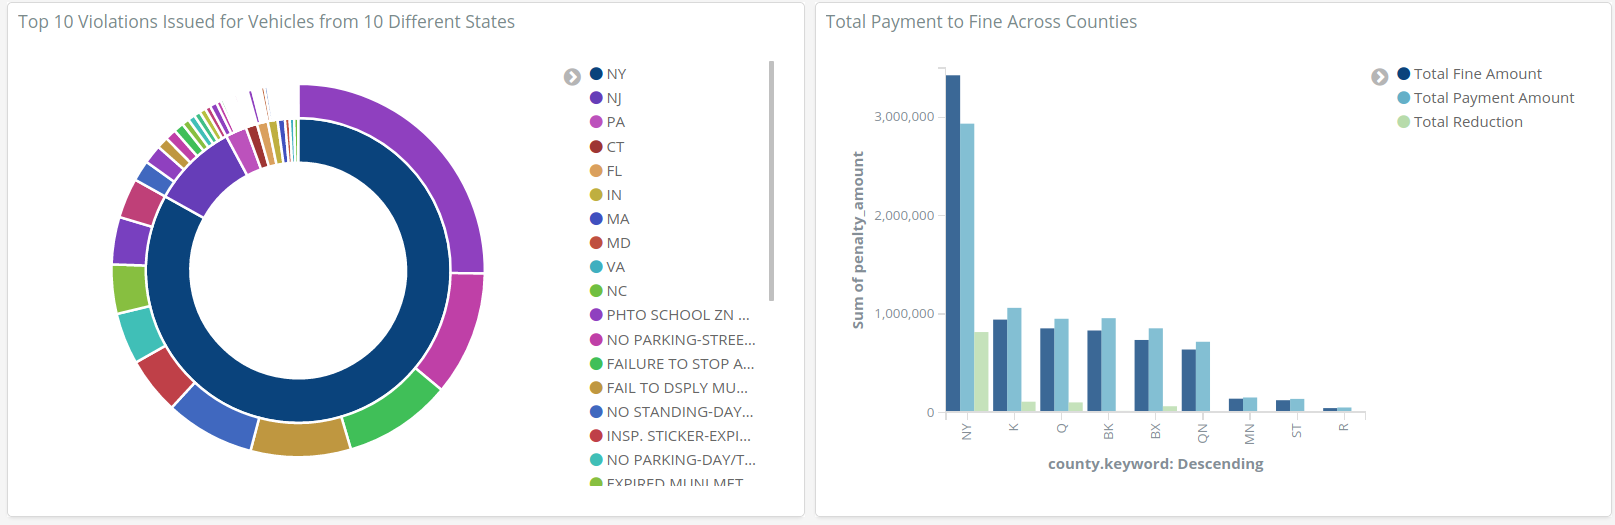 Top 10 Violations Issued for Vehicles from 10 Different States
NY
NJ
PA
CT
FL
IN
MA
MD
VA
NC
PHTO SCHOOL ZN ...
NO PARKING-STREE...
FAILURE TO STOP A...
FAIL TO DSPLY MU...
NO STANDING-DAY...
INSP. STICKER-EXPI...
NO PARKING-DAY/T...
EXPIRED MUNI MET
Total Payment to Fine Across Counties
Sum of penalty_amount
3,000,000
2,000,000
1,000,000
0
NY
K
Q
BK
BX
QN
MN
ST
R
county.keyword: Descending
Total Fine Amount
Total Payment Amount
Total Reduction